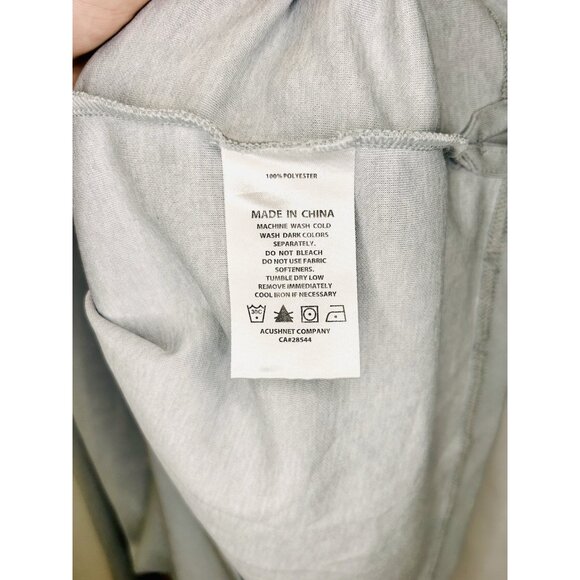 100% POLYESTER
MADE IN CHINA
MACHINE WASH COLD
WASH DARK COLORS
SEPARATELY.
DO NOT BLEACH
DO NOT USE FABRIC
SOFTENERS.
TUMBLE DRY LOW
REMOVE IMMEDIATELY
COOL IRON IF NECESSARY
30C
ACUSHNET COMPANY
CA#28544